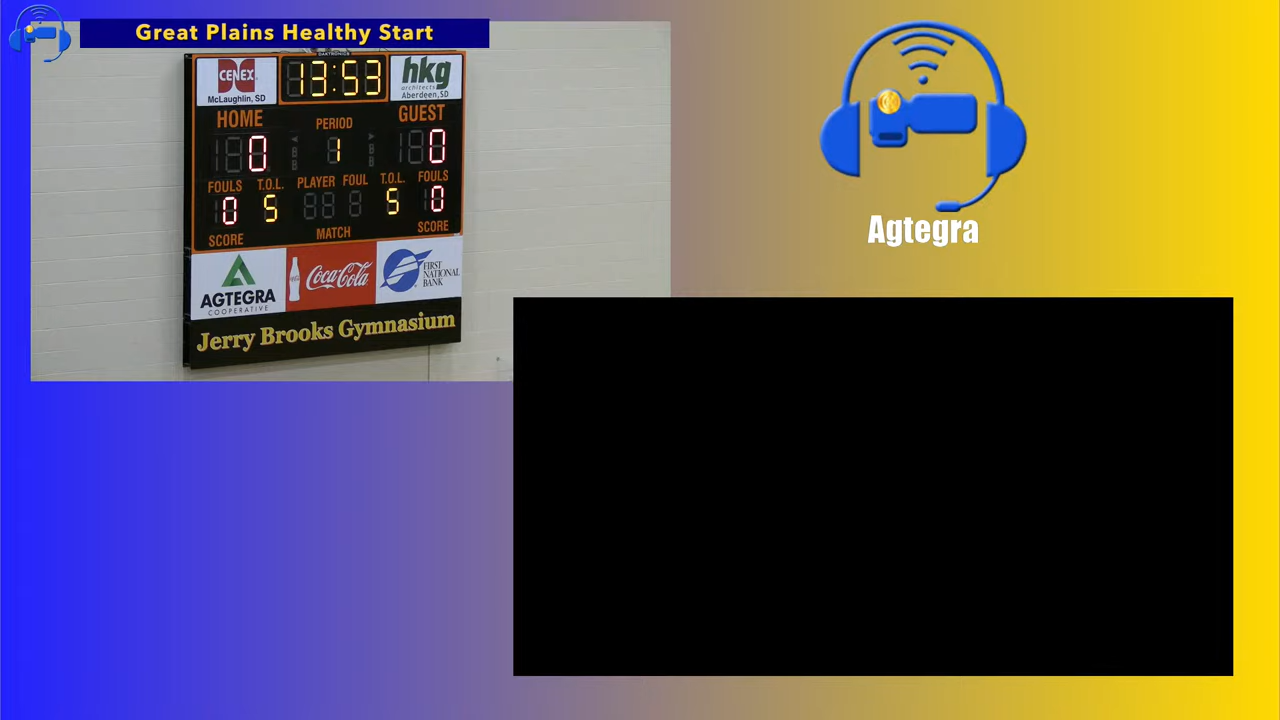 Great Plains Healthy Start
DAKTRONICS
CENEX
McLaughlin, SD
13:53
hkg
architects
Aberdeen, SD
HOME
PERIOD
GUEST
0
1
0
B
B
B
B
FOULS
T.O.L.
PLAYER
FOUL
T.O.L.
FOULS
0
5
5
0
SCORE
MATCH
SCORE
AGTEGRA
COOPERATIVE
Coca-Cola
FIRST
NATIONAL
BANK
Jerry Brooks Gymnasium
Agtegra